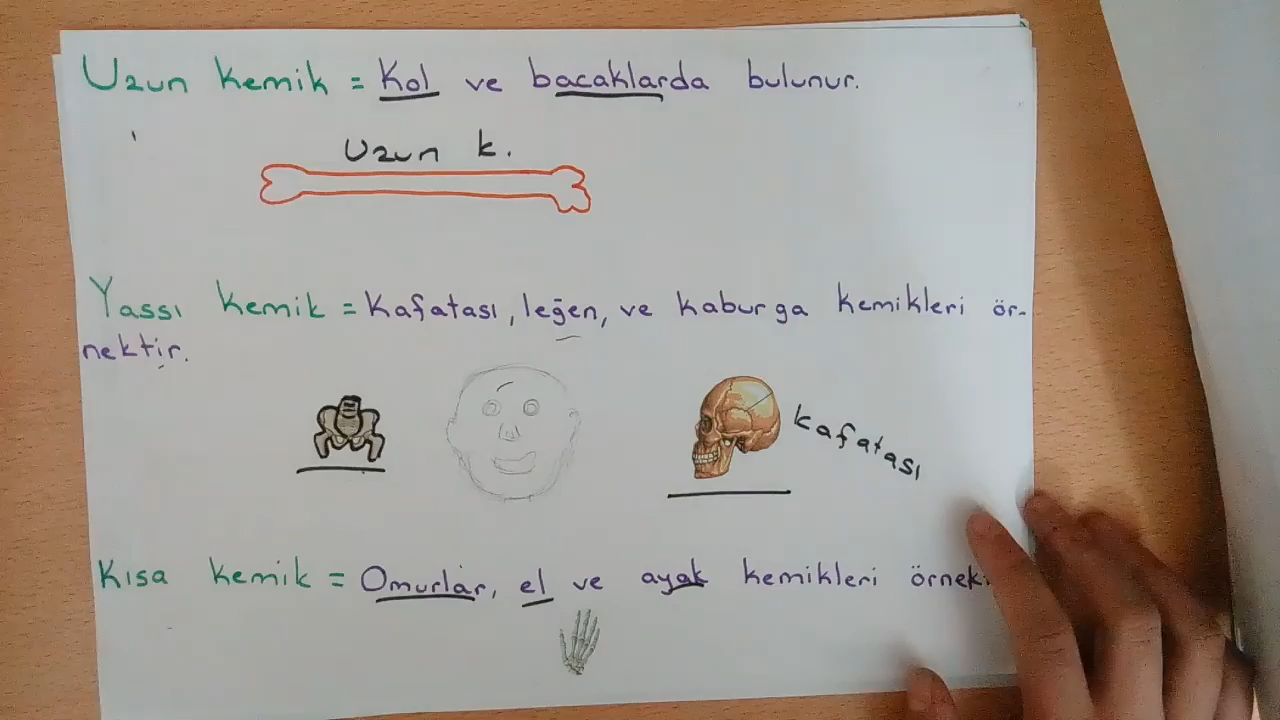 Uzun kemik = Kol ve bacaklarda bulunur.
Uzun k.
Yassı kemik = Kafatası, leğen, ve kaburga kemikleri ör-
nektir.
kafatası
Kısa kemik = Omurlar, el ve ayak kemikleri